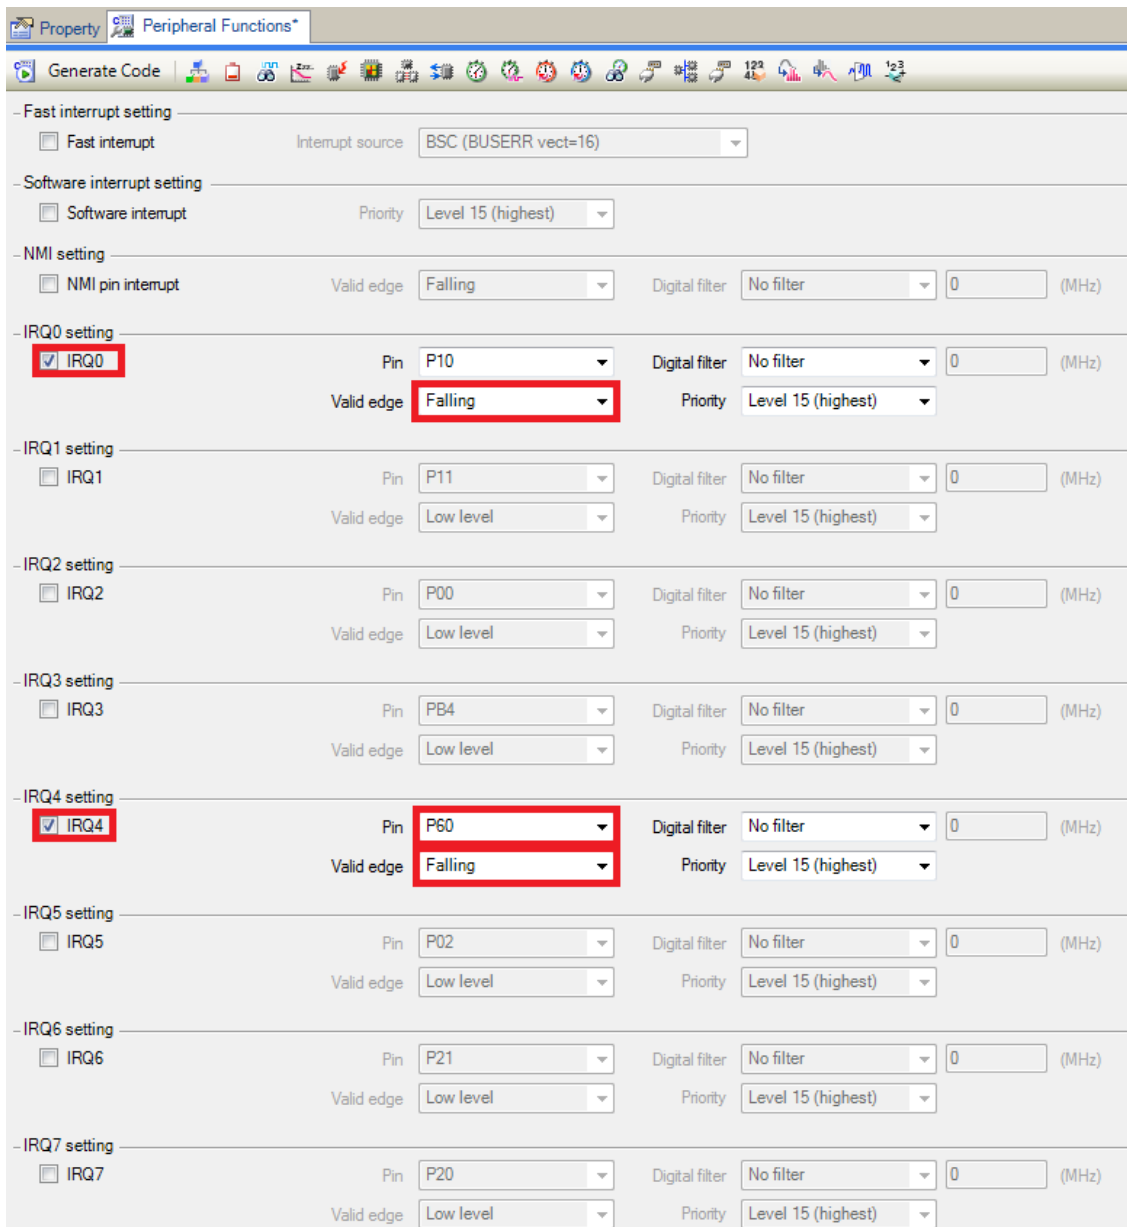 Property Peripheral Functions*
Generate Code
Fast interrupt setting
Fast interrupt Interrupt source BSC (BUSERR vect=16)
Software interrupt setting
Software interrupt Priority Level 15 (highest)
NMI setting
NMI pin interrupt Valid edge Falling Digital filter No filter 0 (MHz)
IRQ0 setting
IRQ0 Pin P10 Digital filter No filter 0 (MHz)
Valid edge Falling Priority Level 15 (highest)
IRQ1 setting
IRQ1 Pin P11 Digital filter No filter 0 (MHz)
Valid edge Low level Priority Level 15 (highest)
IRQ2 setting
IRQ2 Pin P00 Digital filter No filter 0 (MHz)
Valid edge Low level Priority Level 15 (highest)
IRQ3 setting
IRQ3 Pin PB4 Digital filter No filter 0 (MHz)
Valid edge Low level Priority Level 15 (highest)
IRQ4 setting
IRQ4 Pin P60 Digital filter No filter 0 (MHz)
Valid edge Falling Priority Level 15 (highest)
IRQ5 setting
IRQ5 Pin P02 Digital filter No filter 0 (MHz)
Valid edge Low level Priority Level 15 (highest)
IRQ6 setting
IRQ6 Pin P21 Digital filter No filter 0 (MHz)
Valid edge Low level Priority Level 15 (highest)
IRQ7 setting
IRQ7 Pin P20 Digital filter No filter 0 (MHz)
Valid edge Low level Priority Level 15 (highest)